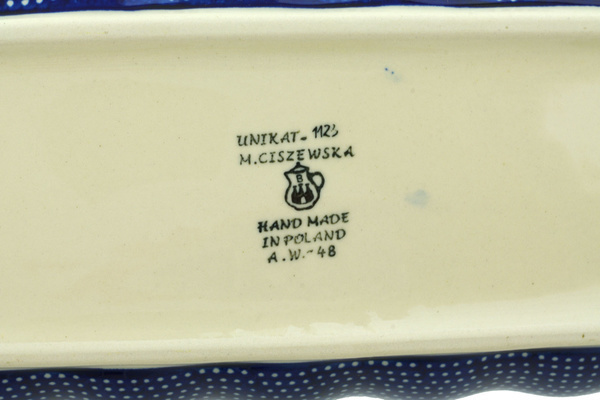 UNIKAT-1123
M.CISZEWSKA
B
HAND MADE
IN POLAND
A.W.-48